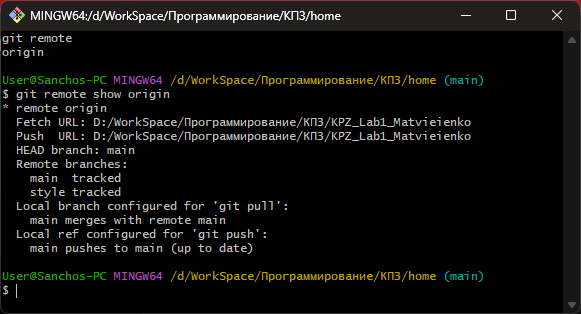 MINGW64:/d/WorkSpace/Программирование/КПЗ/home
git remote
origin
User@Sanchos-PC MINGW64 /d/WorkSpace/Программирование/КПЗ/home (main)
$ git remote show origin
* remote origin
  Fetch URL: D:/WorkSpace/Программирование/КПЗ/KPZ_Lab1_Matvieienko
  Push  URL: D:/WorkSpace/Программирование/КПЗ/KPZ_Lab1_Matvieienko
  HEAD branch: main
  Remote branches:
    main  tracked
    style tracked
  Local branch configured for 'git pull':
    main merges with remote main
  Local ref configured for 'git push':
    main pushes to main (up to date)
User@Sanchos-PC MINGW64 /d/WorkSpace/Программирование/КПЗ/home (main)
$